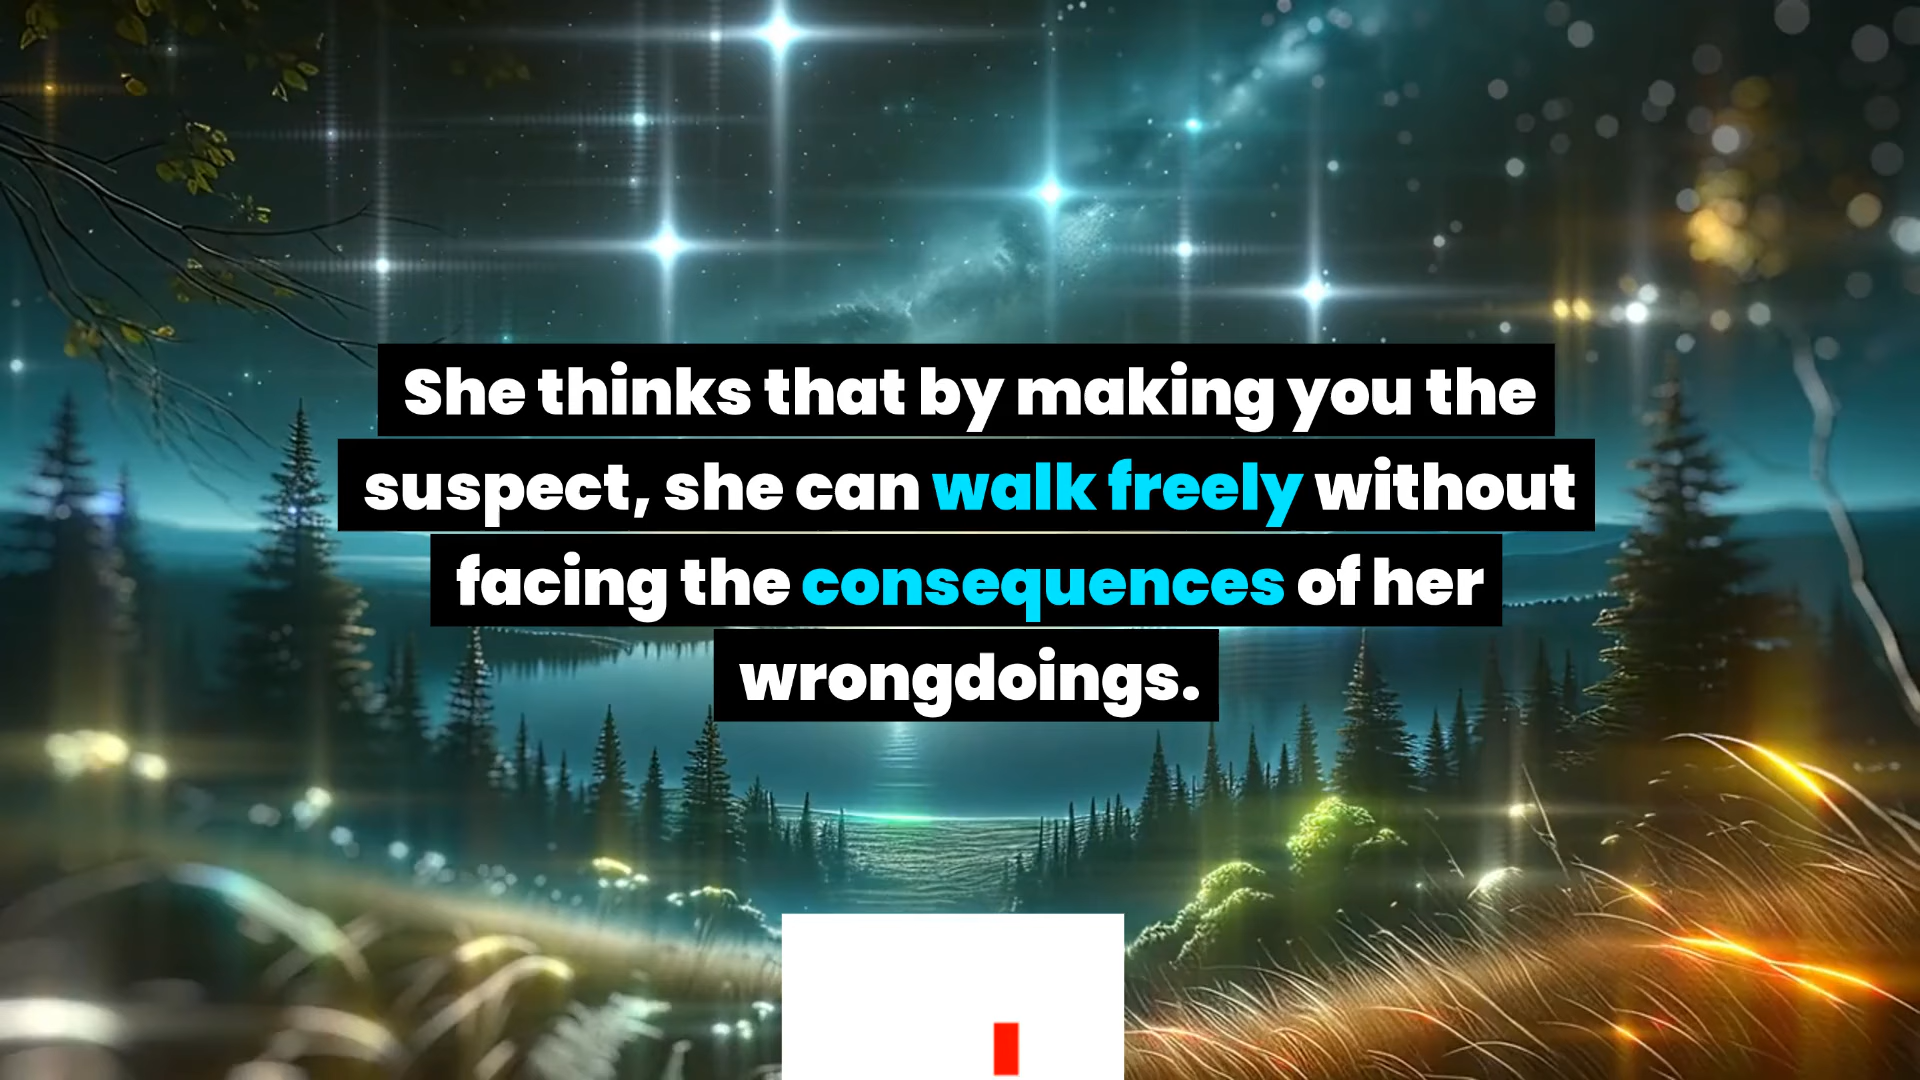 She thinks that by making you the
suspect, she can walk freely without
facing the consequences of her
wrongdoings.